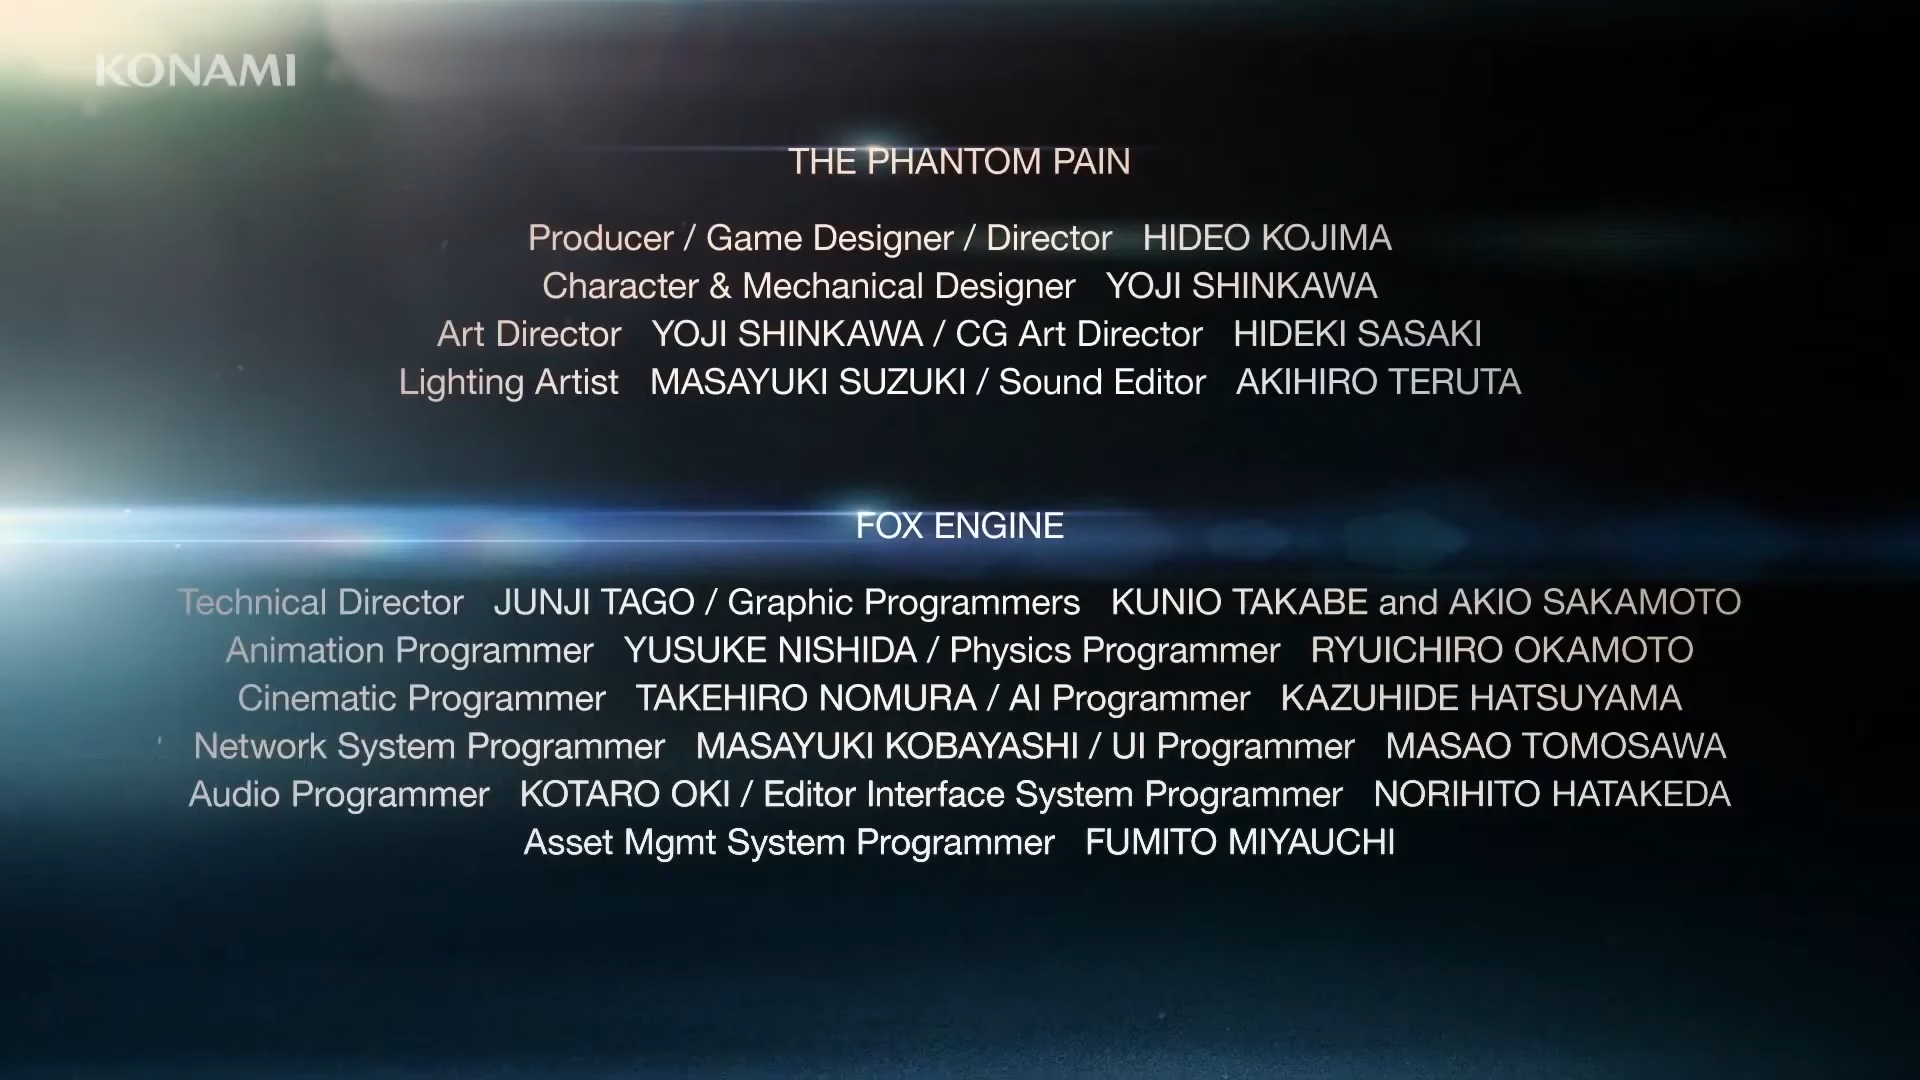 KONAMI
THE PHANTOM PAIN
Producer / Game Designer / Director HIDEO KOJIMA
Character & Mechanical Designer YOJI SHINKAWA
Art Director YOJI SHINKAWA / CG Art Director HIDEKI SASAKI
Lighting Artist MASAYUKI SUZUKI / Sound Editor AKIHIRO TERUTA
FOX ENGINE
Technical Director JUNJI TAGO / Graphic Programmers KUNIO TAKABE and AKIO SAKAMOTO
Animation Programmer YUSUKE NISHIDA / Physics Programmer RYUICHIRO OKAMOTO
Cinematic Programmer TAKEHIRO NOMURA / AI Programmer KAZUHIDE HATSUYAMA
Network System Programmer MASAYUKI KOBAYASHI / UI Programmer MASAO TOMOSAWA
Audio Programmer KOTARO OKI / Editor Interface System Programmer NORIHITO HATAKEDA
Asset Mgmt System Programmer FUMITO MIYAUCHI